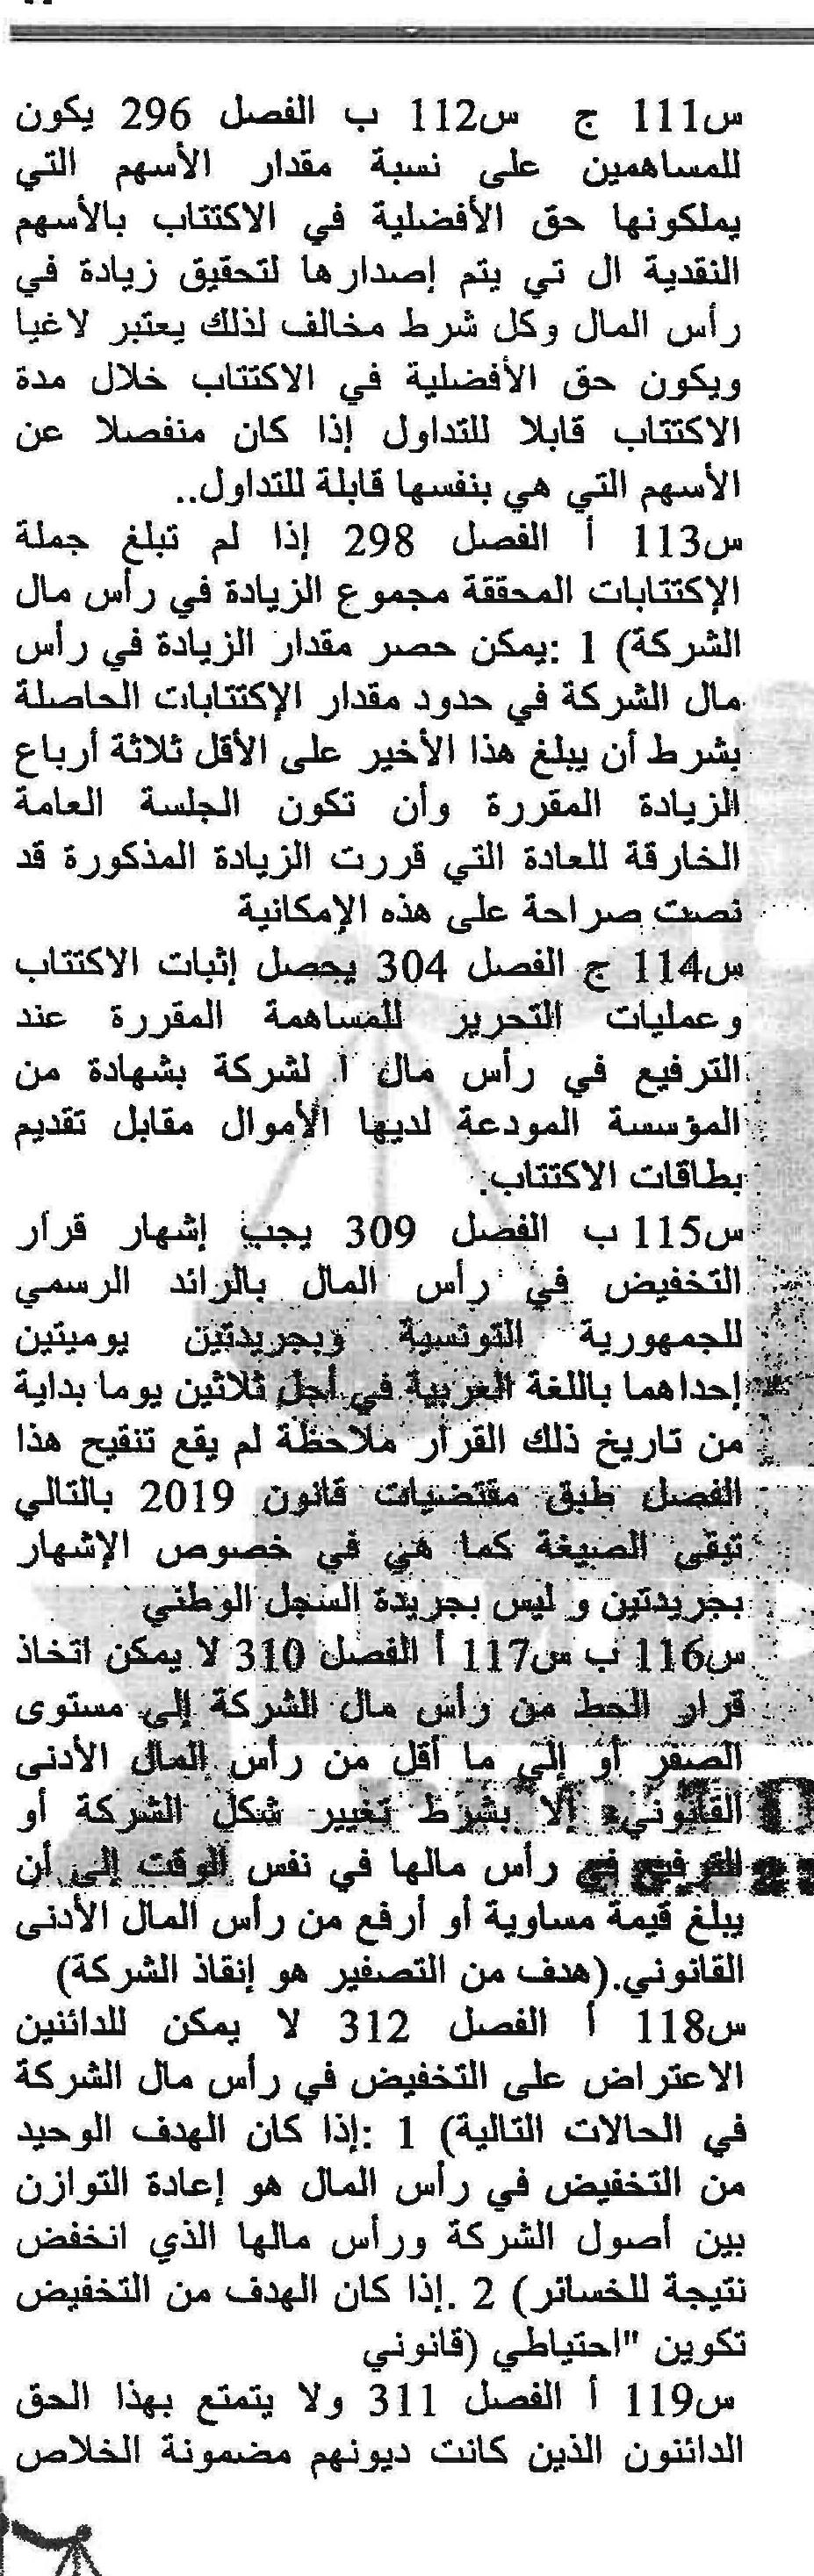 س111 ج س112 ب الفصل 296 يكون
للمساهمين على نسبة مقدار الأسهم التي
يملكونها حق الأفضلية في الاكتتاب بالأسهم
النقدية ال تي يتم إصدارها لتحقيق زيادة في
رأس المال وكل شرط مخالف لذلك يعتبر لاغيا
ويكون حق الأفضلية في الاكتتاب خلال مدة
الاكتتاب قابلا للتداول إذا كان منفصلا عن
الأسهم التي هي بنفسها قابلة للتداول..
س113 أ الفصل 298 إذا لم تبلغ جملة
الإكتتابات المحققة مجموع الزيادة في رأس مال
الشركة) 1 :يمكن حصر مقدار الزيادة في رأس
مال الشركة في حدود مقدار الإكتتابات الحاصلة
بشرط أن يبلغ هذا الأخير على الأقل ثلاثة أرباع
الزيادة المقررة وأن تكون الجلسة العامة
الخارقة للعادة التي قررت الزيادة المذكورة قد
نصت صراحة على هذه الإمكانية
س114 ج الفصل 304 يحصل إثبات الاكتتاب
وعمليات التحرير للمساهمة المقررة عند
الترفيع في رأس مال ا لشركة بشهادة من
المؤسسة المودعة لديها الأموال مقابل تقديم
بطاقات الاكتتاب.
س115 ب الفصل 309 يجب إشهار قرار
التخفيض في رأس المال بالرائد الرسمي
للجمهورية التونسية وبجريدتين يوميتين
إحداهما باللغة العربية في أجل ثلاثين يوما بداية
من تاريخ ذلك القرار ملاحظة لم يقع تنقيح هذا
الفصل طبق مقتضيات قانون 2019 بالتالي
تبقى الصيغة كما هي في خصوص الإشهار
بجريدتين و ليس بجريدة السجل الوطني
س116 ب س117 أ الفصل 310 لا يمكن اتخاذ
قرار الحط من رأس مال الشركة إلى مستوى
الصفر أو إلى ما أقل من رأس المال الأدنى
القانوني إلا بشرط تغيير شكل الشركة أو
الترفيع في رأس مالها في نفس الوقت إلى أن
يبلغ قيمة مساوية أو أرفع من رأس المال الأدنى
القانوني.(هدف من التصفير هو إنقاذ الشركة)
س118 أ الفصل 312 لا يمكن للدائنين
الاعتراض على التخفيض في رأس مال الشركة
في الحالات التالية) 1 :إذا كان الهدف الوحيد
من التخفيض في رأس المال هو إعادة التوازن
بين أصول الشركة ورأس مالها الذي انخفض
نتيجة للخسائر) 2 .إذا كان الهدف من التخفيض
تكوين "احتياطي (قانوني
س119 أ الفصل 311 ولا يتمتع بهذا الحق
الدائنون الذين كانت ديونهم مضمونة الخلاص